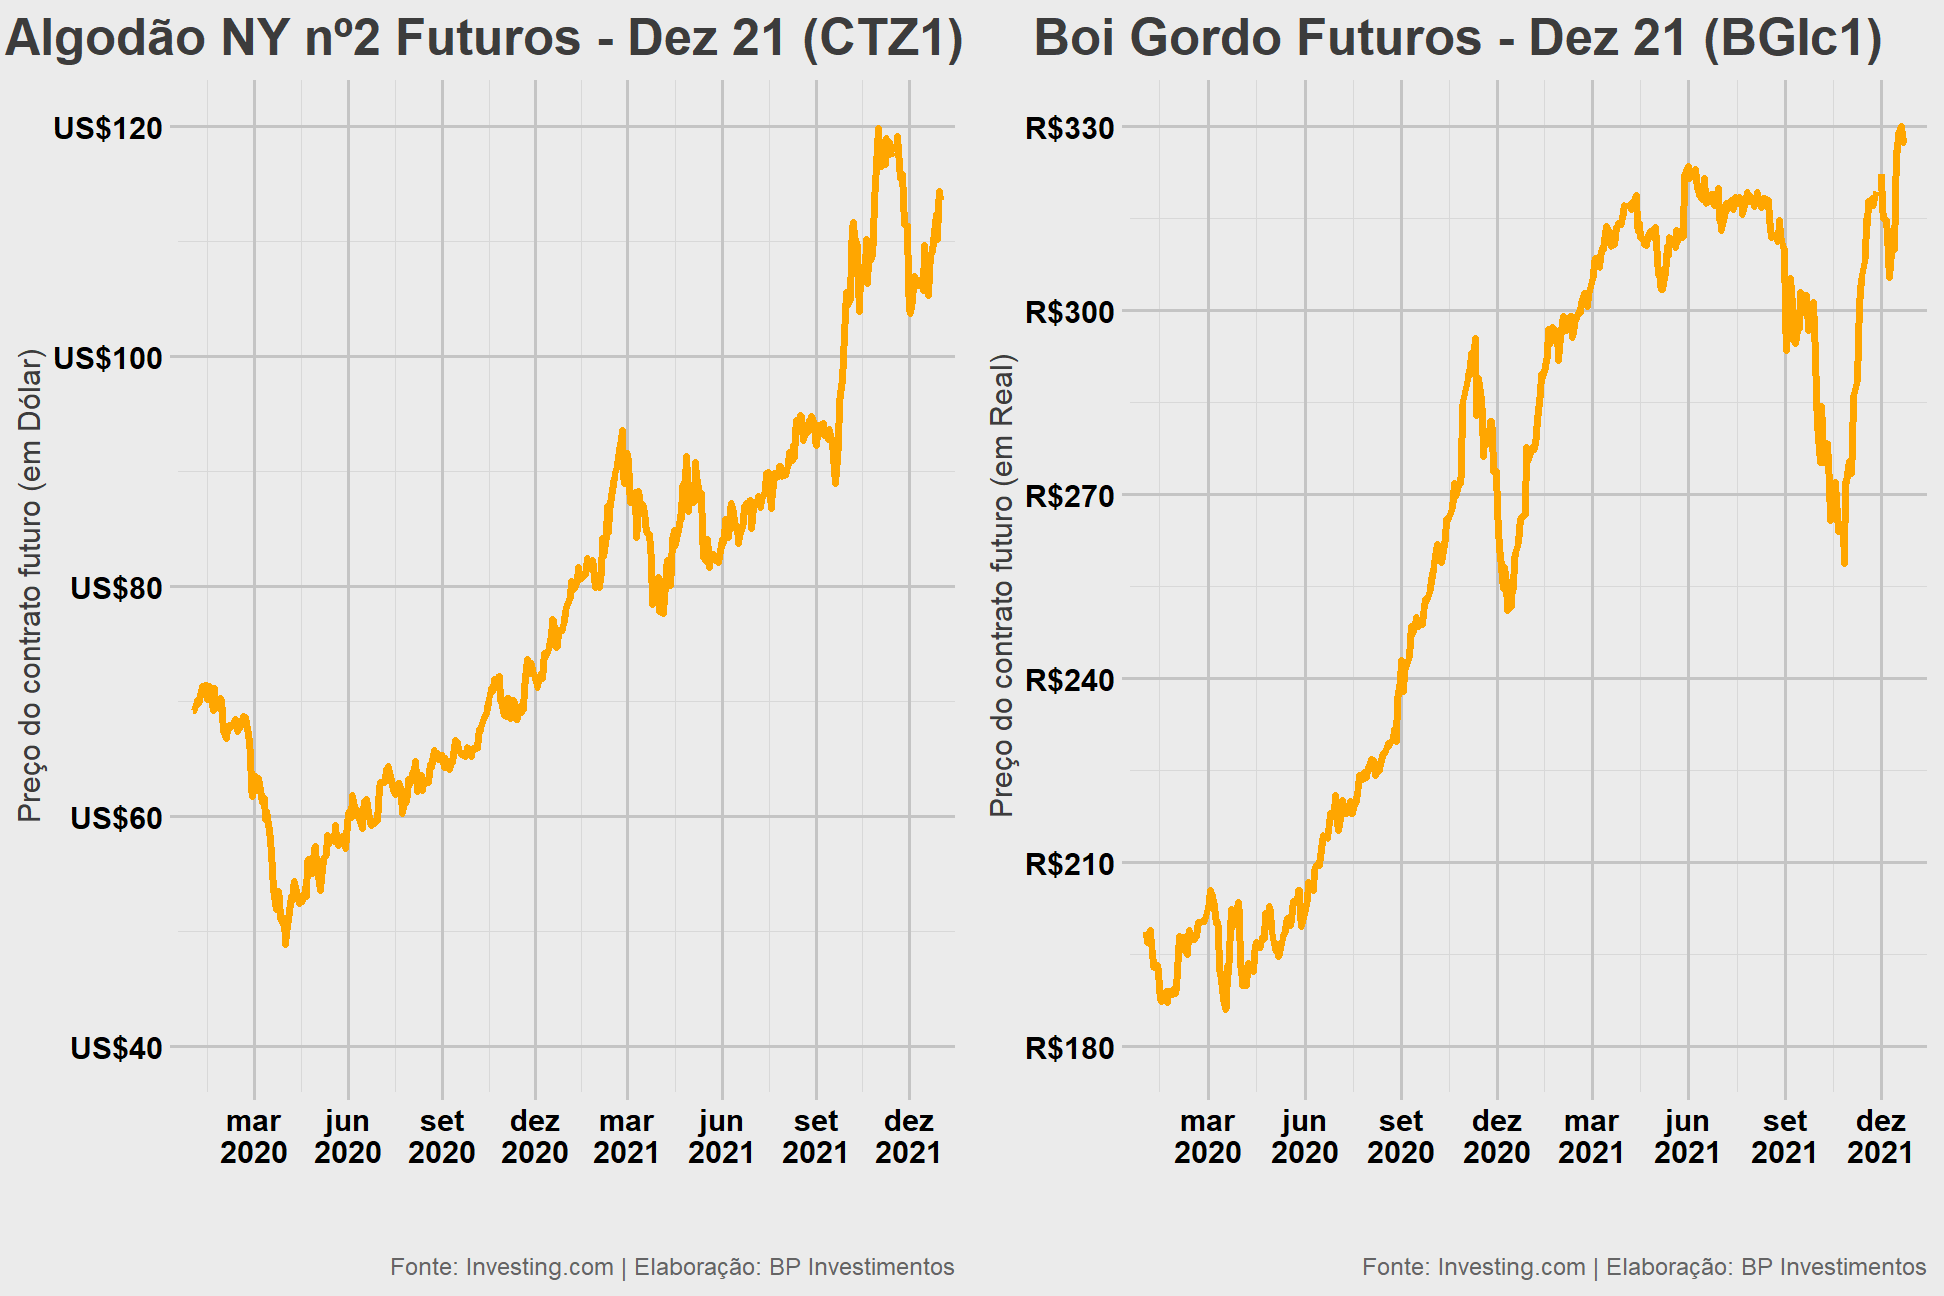 Algodão NY nº2 Futuros - Dez 21 (CTZ1)
US$120
US$100
US$80
US$60
US$40
Preço do contrato futuro (em Dólar)
mar jun set dez mar jun set dez
2020 2020 2020 2020 2021 2021 2021 2021
Fonte: Investing.com | Elaboração: BP Investimentos
Boi Gordo Futuros - Dez 21 (BGIc1)
R$330
R$300
R$270
R$240
R$210
R$180
Preço do contrato futuro (em Real)
mar jun set dez mar jun set dez
2020 2020 2020 2020 2021 2021 2021 2021
Fonte: Investing.com | Elaboração: BP Investimentos